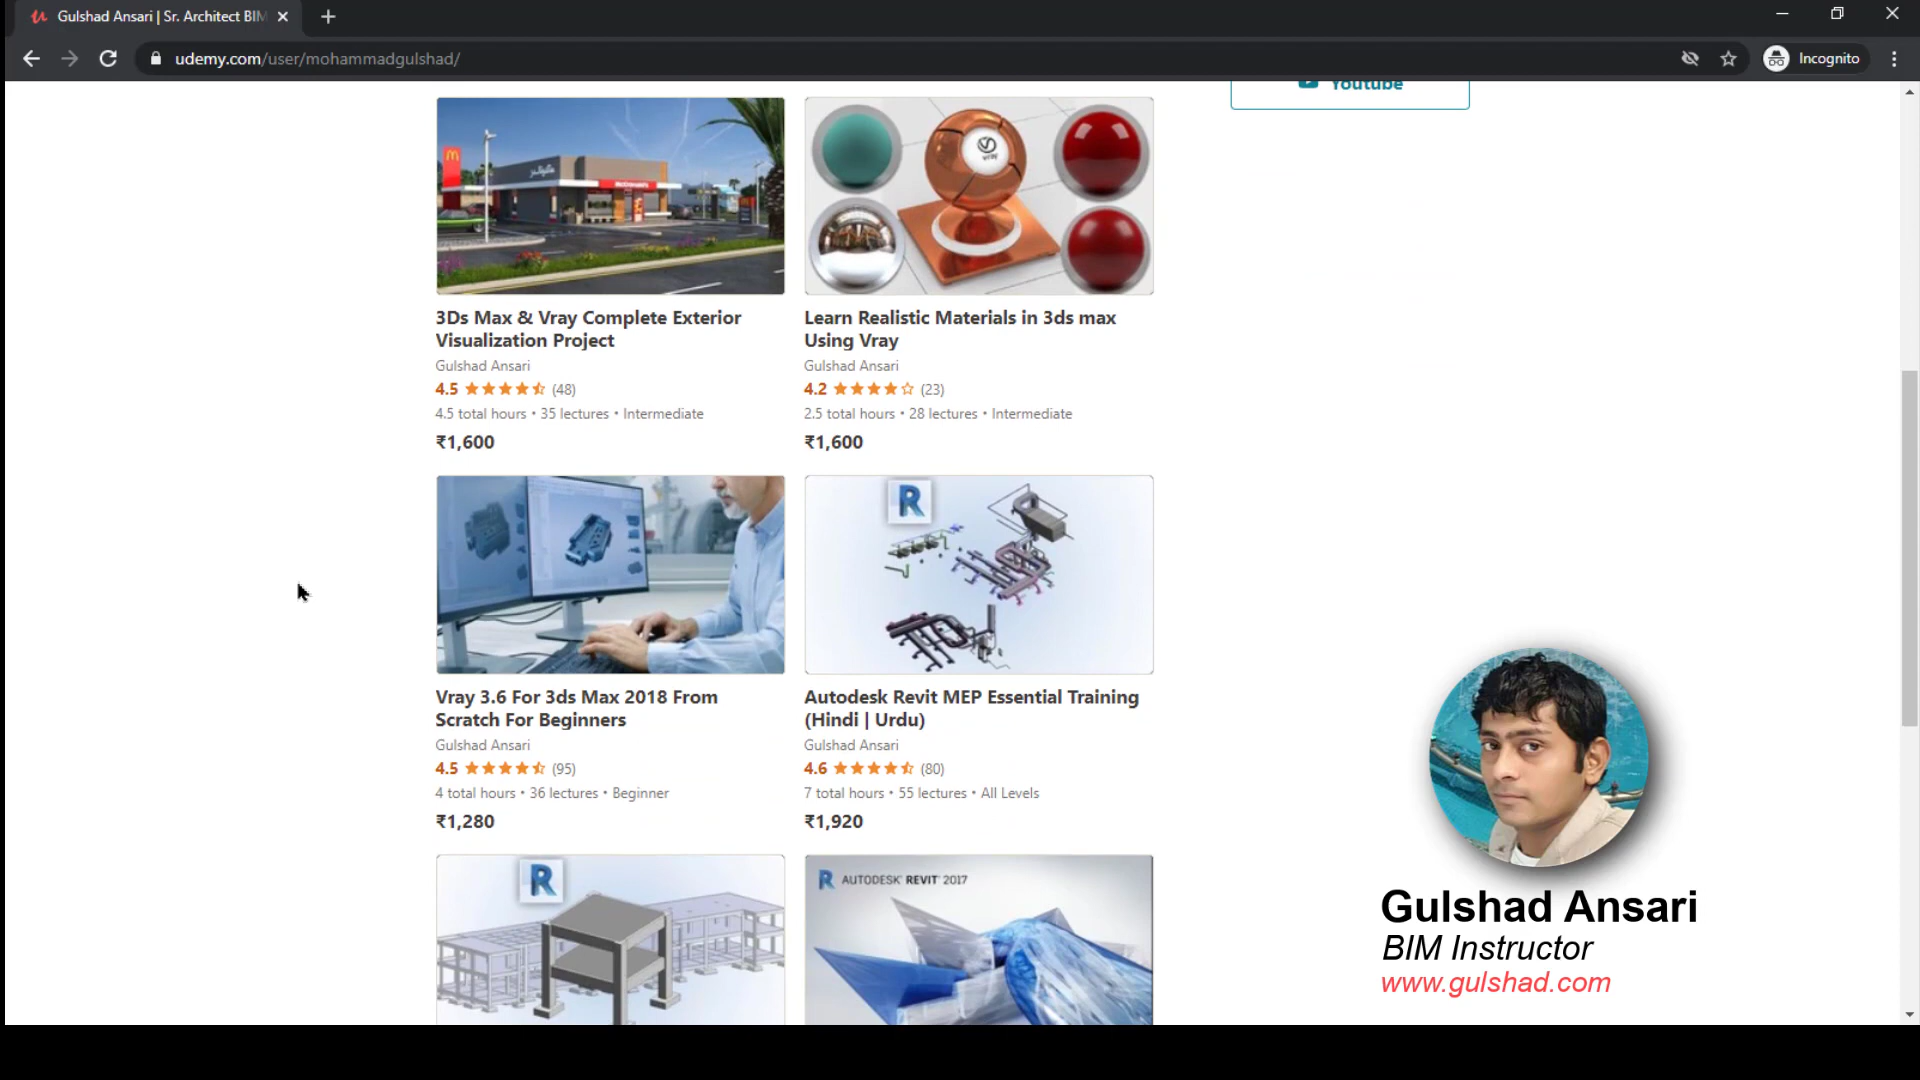 Gulshad Ansari | Sr. Architect BIM
udemy.com/user/mohammadgulshad/
Incognito
Youtube
vray
McDonald's
3Ds Max & Vray Complete Exterior
Visualization Project
Gulshad Ansari
4.5 (48)
4.5 total hours • 35 lectures • Intermediate
₹1,600
Learn Realistic Materials in 3ds max
Using Vray
Gulshad Ansari
4.2 (23)
2.5 total hours • 28 lectures • Intermediate
₹1,600
R
Vray 3.6 For 3ds Max 2018 From
Scratch For Beginners
Gulshad Ansari
4.5 (95)
4 total hours • 36 lectures • Beginner
₹1,280
Autodesk Revit MEP Essential Training
(Hindi | Urdu)
Gulshad Ansari
4.6 (80)
7 total hours • 55 lectures • All Levels
₹1,920
R
R AUTODESK® REVIT® 2017
Gulshad Ansari
BIM Instructor
www.gulshad.com